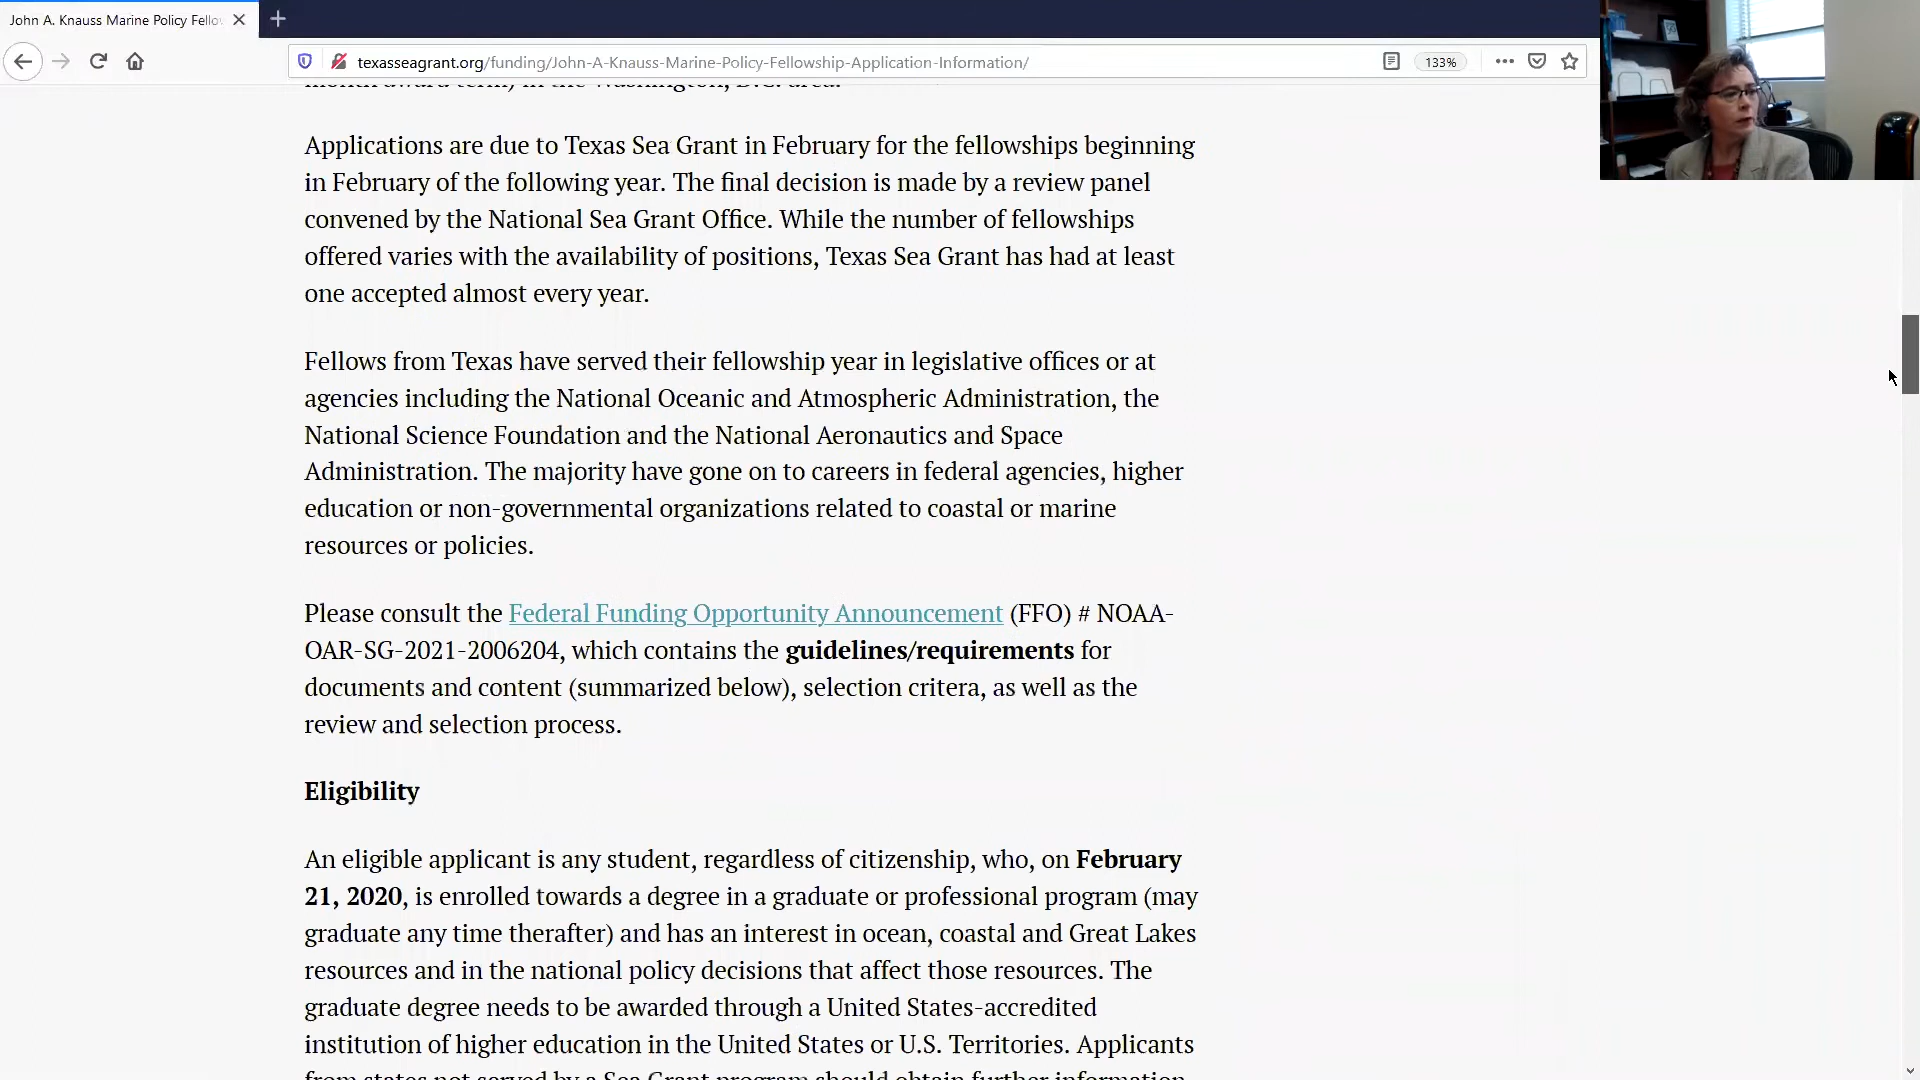 John A. Knauss Marine Policy Fello
texasseagrant.org/funding/John-A-Knauss-Marine-Policy-Fellowship-Application-Information/
133%
month award term) in the Washington, D.C. area.
Applications are due to Texas Sea Grant in February for the fellowships beginning
in February of the following year. The final decision is made by a review panel
convened by the National Sea Grant Office. While the number of fellowships
offered varies with the availability of positions, Texas Sea Grant has had at least
one accepted almost every year.
Fellows from Texas have served their fellowship year in legislative offices or at
agencies including the National Oceanic and Atmospheric Administration, the
National Science Foundation and the National Aeronautics and Space
Administration. The majority have gone on to careers in federal agencies, higher
education or non-governmental organizations related to coastal or marine
resources or policies.
Please consult the Federal Funding Opportunity Announcement (FFO) # NOAA-
OAR-SG-2021-2006204, which contains the guidelines/requirements for
documents and content (summarized below), selection critera, as well as the
review and selection process.
Eligibility
An eligible applicant is any student, regardless of citizenship, who, on February
21, 2020, is enrolled towards a degree in a graduate or professional program (may
graduate any time therafter) and has an interest in ocean, coastal and Great Lakes
resources and in the national policy decisions that affect those resources. The
graduate degree needs to be awarded through a United States-accredited
institution of higher education in the United States or U.S. Territories. Applicants
from states not served by a Sea Grant program should obtain further information